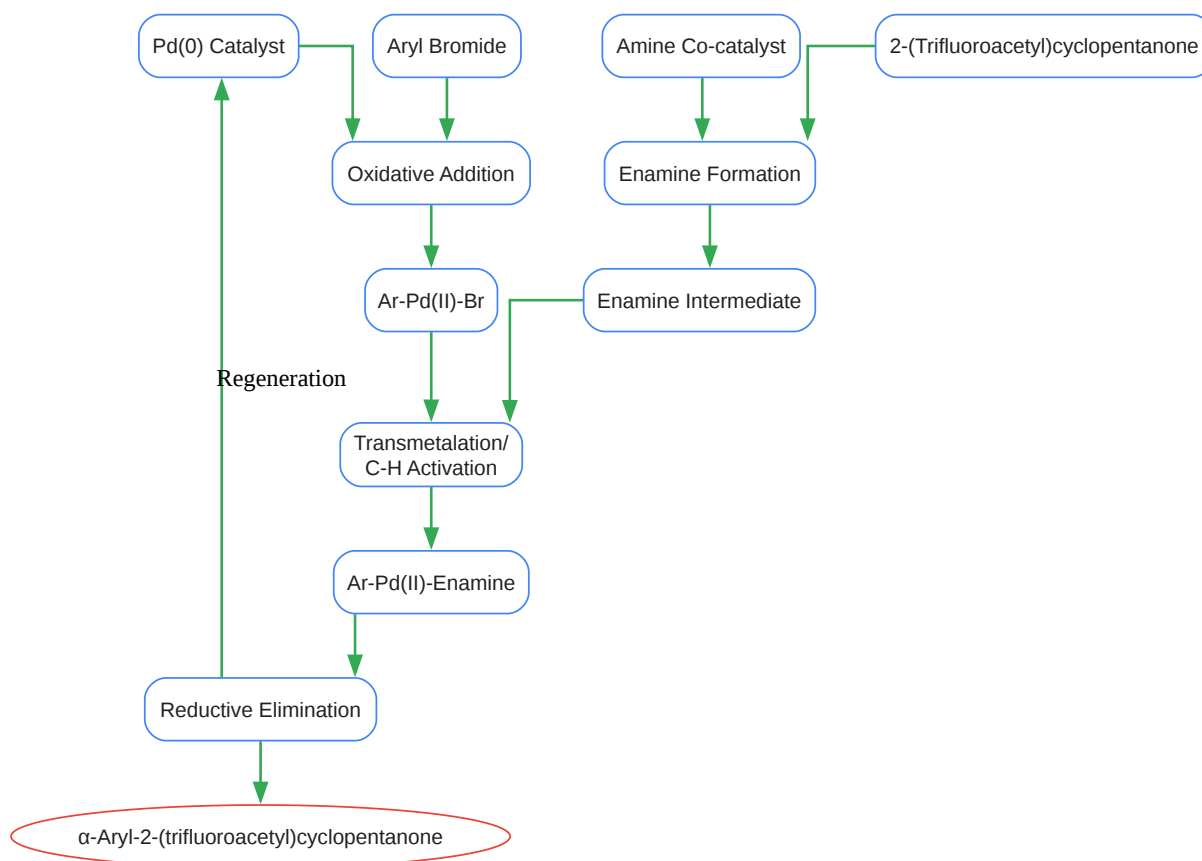 Pd(0) Catalyst
Aryl Bromide
Amine Co-catalyst
2-(Trifluoroacetyl)cyclopentanone
Oxidative Addition
Enamine Formation
Ar-Pd(II)-Br
Enamine Intermediate
Regeneration
Transmetalation/
C-H Activation
Ar-Pd(II)-Enamine
Reductive Elimination
α-Aryl-2-(trifluoroacetyl)cyclopentanone